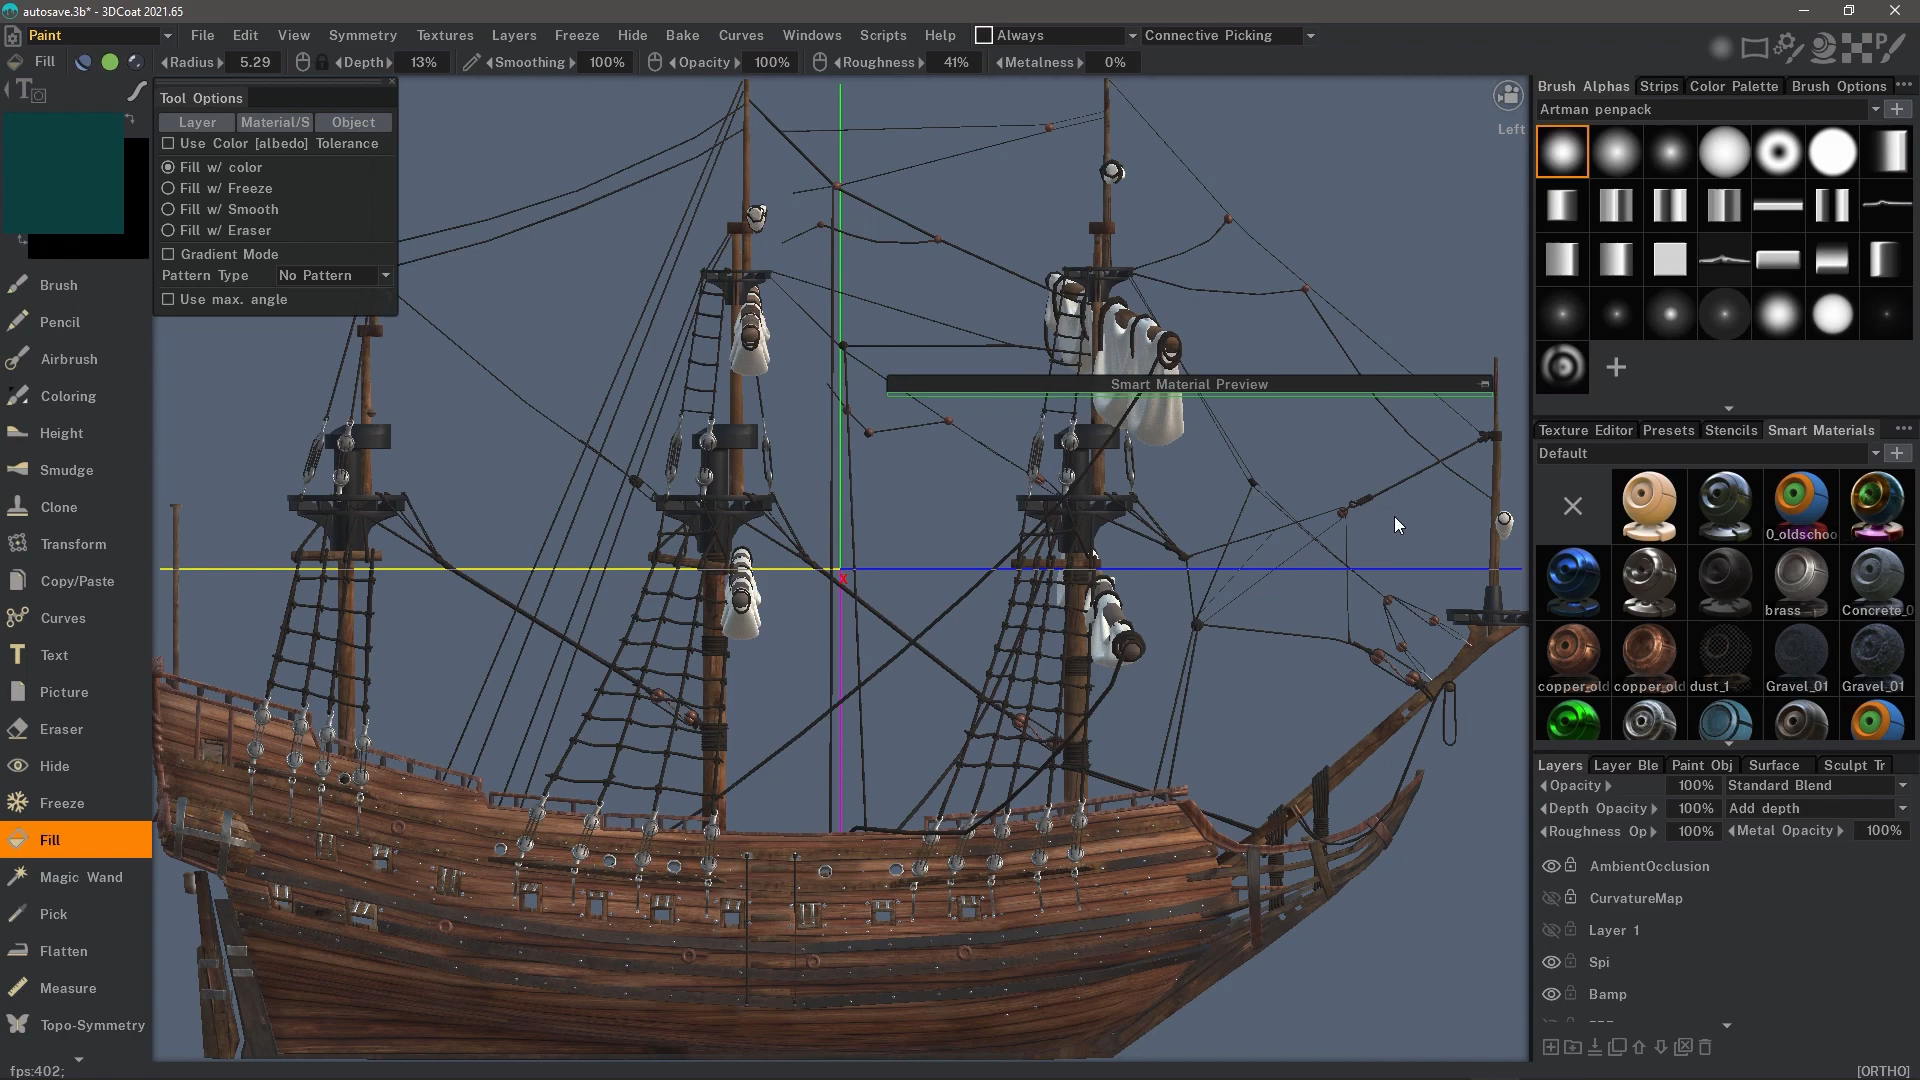 autosave.3b* - 3DCoat 2021.65
Paint File Edit View Symmetry Textures Layers Freeze Hide Bake Curves Windows Scripts Help Always Connective Picking
Fill Radius 5.29 Depth 13% Smoothing 100% Opacity 100% Roughness 41% Metalness 0%
Tool Options
Layer Material/S Object
Use Color [albedo] Tolerance
Fill w/ color
Fill w/ Freeze
Fill w/ Smooth
Fill w/ Eraser
Gradient Mode
Pattern Type No Pattern
Use max. angle
Brush
Pencil
Airbrush
Coloring
Height
Smudge
Clone
Transform
Copy/Paste
Curves
Text
Picture
Eraser
Hide
Freeze
Fill
Magic Wand
Pick
Flatten
Measure
Topo-Symmetry
fps:402;
Left
Smart Material Preview
X
Brush Alphas Strips Color Palette Brush Options
Artman penpack
Texture Editor Presets Stencils Smart Materials
Default
0_oldschoo
brass Concrete_0
copper_old copper_old dust_1 Gravel_01 Gravel_01
Layers Layer Ble Paint Obj Surface Sculpt Tr
Opacity 100% Standard Blend
Depth Opacity 100% Add depth
Roughness Op 100% Metal Opacity 100%
AmbientOcclusion
CurvatureMap
Layer 1
Spi
Bamp
[ORTHO]